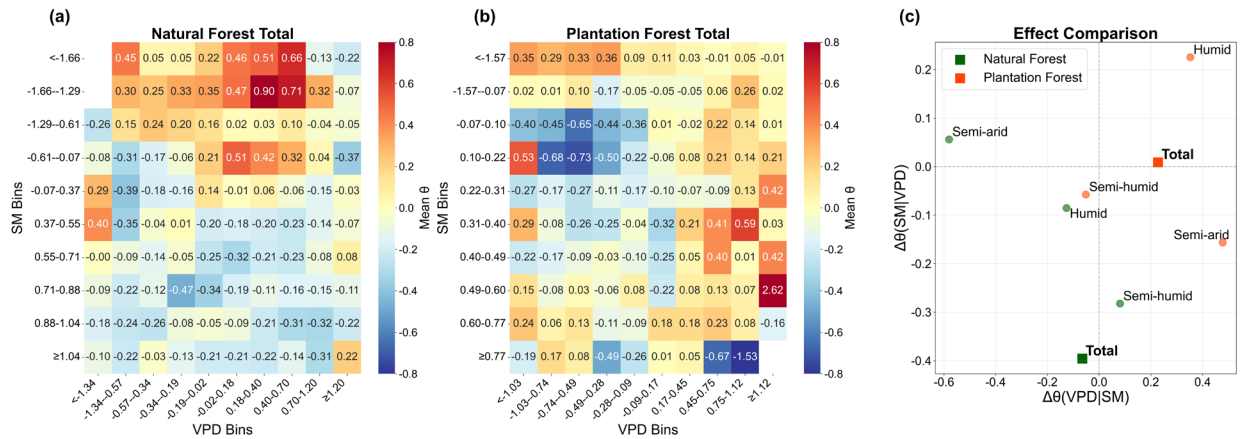 (a)
Natural Forest Total
SM Bins
<-1.66 0.45 0.05 0.05 0.22 0.46 0.51 0.66 -0.13 -0.22
-1.66--1.29 0.30 0.25 0.33 0.35 0.47 0.90 0.71 0.32 -0.07
-1.29--0.61 -0.26 0.15 0.24 0.20 0.16 0.02 0.03 0.10 -0.04 -0.05
-0.61--0.07 -0.08 -0.31 -0.17 -0.06 0.21 0.51 0.42 0.32 0.04 -0.37
-0.07-0.37 0.29 -0.39 -0.18 -0.16 0.14 -0.01 0.06 -0.06 -0.15 -0.03
0.37-0.55 0.40 -0.35 -0.04 -0.01 -0.20 -0.18 -0.20 -0.20 -0.15 0.01
0.55-0.71 -0.00 -0.09 -0.14 -0.05 -0.21 -0.32 -0.23 -0.11 -0.08 0.08
0.71-0.88 -0.09 -0.22 -0.14 -0.47 -0.34 -0.19 -0.11 -0.12 -0.09 -0.11
0.88-1.04 -0.18 -0.24 -0.26 -0.08 -0.05 -0.09 -0.21 -0.31 -0.32 -0.22
≥1.04 -0.10 -0.22 -0.03 -0.13 -0.21 -0.21 -0.22 -0.14 -0.31 0.22
<-1.34 -1.34--0.57 -0.57--0.34 -0.34--0.19 -0.19--0.02 -0.02-0.18 0.18-0.40 0.40-0.70 0.70-1.20 ≥1.20
VPD Bins
0.8
0.6
0.4
0.2
0.0
-0.2
-0.4
-0.6
-0.8
Mean θ
(b)
Plantation Forest Total
SM Bins
<-1.57 0.35 0.29 0.33 0.36 0.09 0.11 0.03 -0.01 0.05 -0.01
-1.57--0.07 0.02 0.01 0.10 -0.17 -0.05 -0.05 -0.05 0.06 0.26 0.02
-0.07-0.10 -0.40 -0.45 -0.65 -0.44 -0.36 0.01 -0.02 0.22 0.14 0.01
0.10-0.22 0.53 -0.68 -0.73 -0.50 -0.22 -0.06 0.08 0.21 0.14 0.21
0.22-0.31 -0.27 -0.17 -0.27 -0.11 -0.17 -0.10 -0.07 -0.09 0.13 0.42
0.31-0.40 0.29 -0.08 -0.26 -0.25 -0.04 -0.32 0.21 0.41 0.59 0.03
0.40-0.49 -0.22 -0.17 -0.09 -0.23 -0.04 -0.10 0.05 0.40 0.01 0.42
0.49-0.60 0.15 -0.08 0.05 0.08 0.09 -0.22 0.05 0.13 0.07 2.62
0.60-0.77 0.24 0.06 0.13 -0.11 -0.09 0.18 0.18 0.23 0.08 -0.16
≥0.77 -0.19 0.17 0.08 -0.49 -0.26 0.01 0.05 -0.67 -1.53
<-1.03 -1.03--0.74 -0.74--0.49 -0.49--0.28 -0.28--0.09 -0.09-0.17 0.17-0.45 0.45-0.75 0.75-1.12 ≥1.12
VPD Bins
0.8
0.6
0.4
0.2
0.0
-0.2
-0.4
-0.6
-0.8
Mean θ
(c)
Effect Comparison
Natural Forest
Plantation Forest
Humid
Semi-arid
Total
Semi-humid
Humid
Semi-arid
Semi-humid
Total
0.2
0.1
0.0
-0.1
-0.2
-0.3
-0.4
Δθ(SM|VPD)
-0.6 -0.4 -0.2 0.0 0.2 0.4
Δθ(VPD|SM)